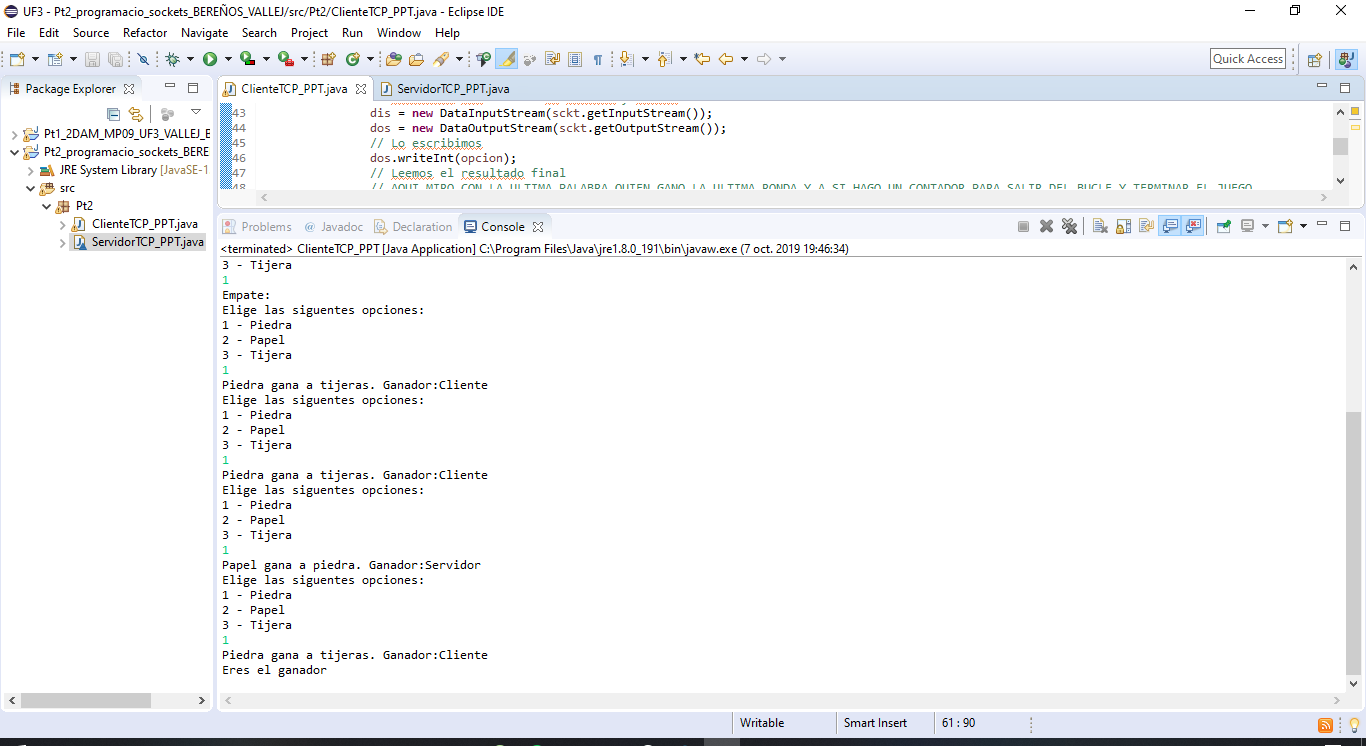 UF3 - Pt2_programacio_sockets_BEREÑOS_VALLEJ/src/Pt2/ClienteTCP_PPT.java - Eclipse IDE
File Edit Source Refactor Navigate Search Project Run Window Help
Quick Access
Package Explorer
Pt1_2DAM_MP09_UF3_VALLEJ_E
Pt2_programacio_sockets_BERE
JRE System Library [JavaSE-1
src
Pt2
ClienteTCP_PPT.java
ServidorTCP_PPT.java
ClienteTCP_PPT.java ServidorTCP_PPT.java
43 dis = new DataInputStream(sckt.getInputStream());
44 dos = new DataOutputStream(sckt.getOutputStream());
45 // Lo escribimos
46 dos.writeInt(opcion);
47 // Leemos el resultado final
48 // AQUI MIRO CON LA ULTIMA PALABRA QUIEN GANO LA ULTIMA RONDA Y A SI HAGO UN CONTADOR PARA SALIR DEL BUCLE Y TERMINAR EL JUEGO
Problems Javadoc Declaration Console
<terminated> ClienteTCP_PPT [Java Application] C:\Program Files\Java\jre1.8.0_191\bin\javaw.exe (7 oct. 2019 19:46:34)
3 - Tijera
1
Empate:
Elige las siguentes opciones:
1 - Piedra
2 - Papel
3 - Tijera
1
Piedra gana a tijeras. Ganador:Cliente
Elige las siguentes opciones:
1 - Piedra
2 - Papel
3 - Tijera
1
Piedra gana a tijeras. Ganador:Cliente
Elige las siguentes opciones:
1 - Piedra
2 - Papel
3 - Tijera
1
Papel gana a piedra. Ganador:Servidor
Elige las siguentes opciones:
1 - Piedra
2 - Papel
3 - Tijera
1
Piedra gana a tijeras. Ganador:Cliente
Eres el ganador
Writable Smart Insert 61 : 90